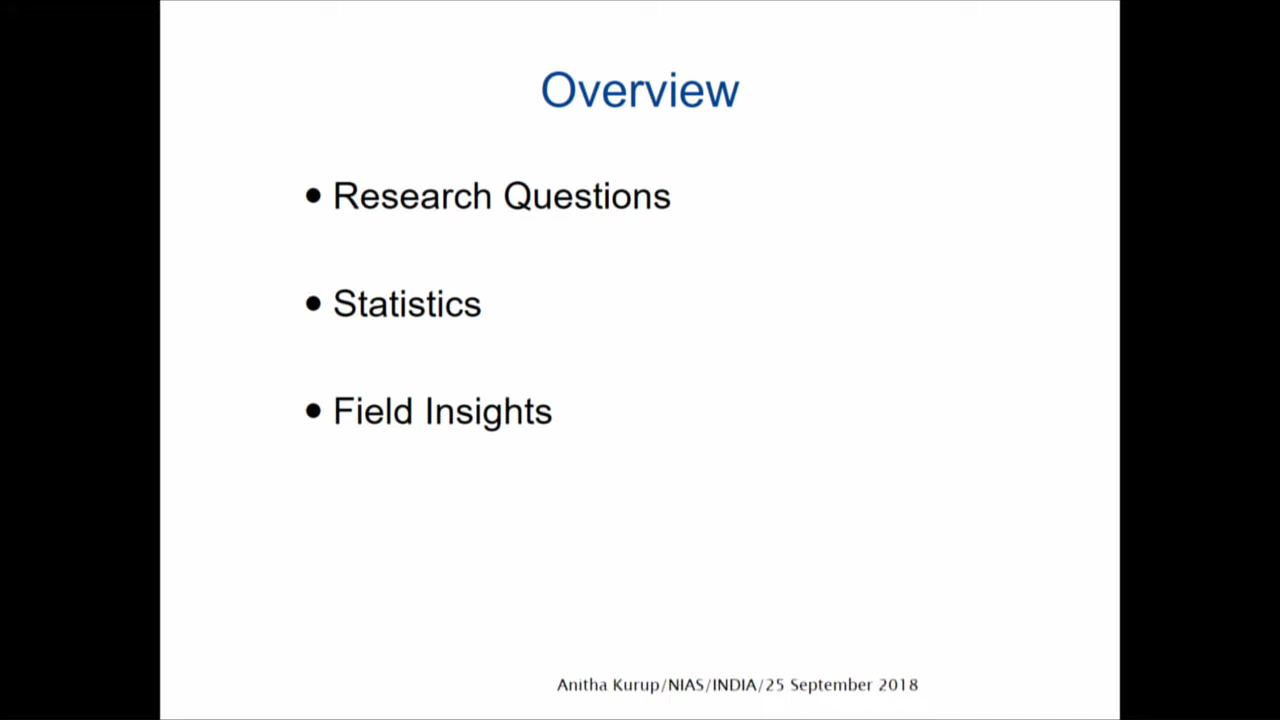 Overview
• Research Questions
• Statistics
• Field Insights
Anitha Kurup/NIAS/INDIA/25 September 2018